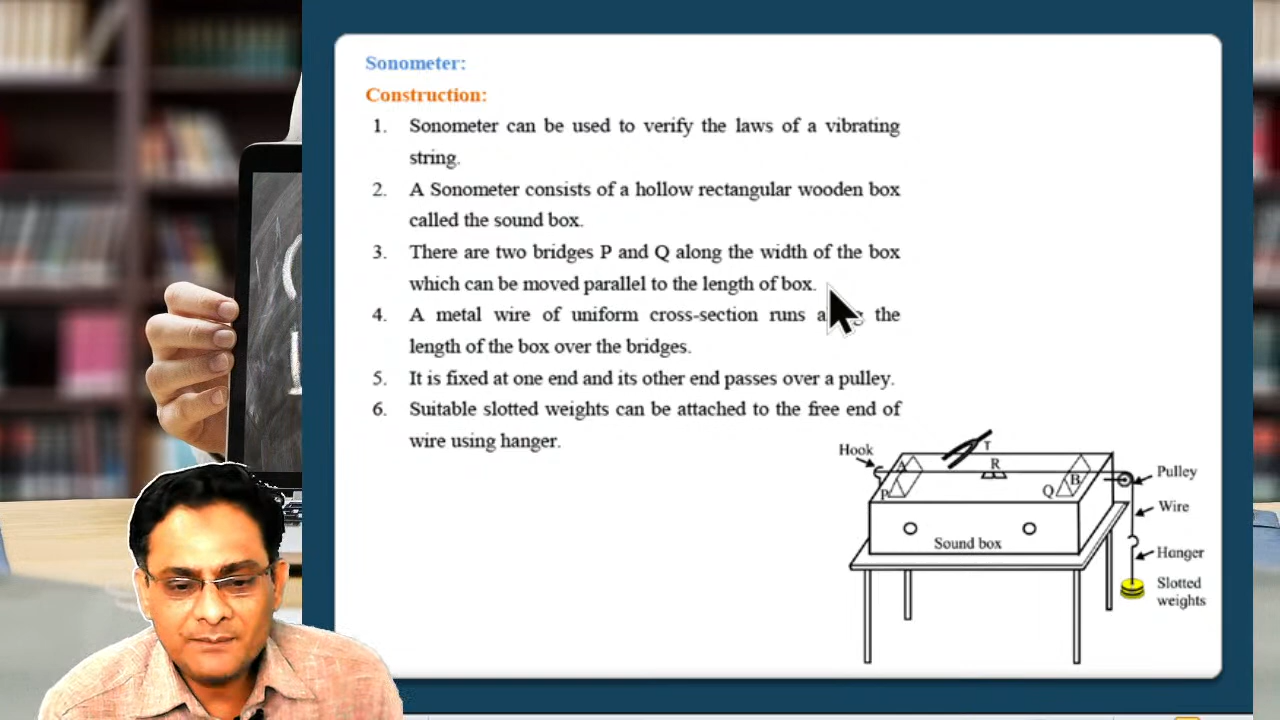 Sonometer:
Construction:
1. Sonometer can be used to verify the laws of a vibrating
string.
2. A Sonometer consists of a hollow rectangular wooden box
called the sound box.
3. There are two bridges P and Q along the width of the box
which can be moved parallel to the length of box.
4. A metal wire of uniform cross-section runs the
length of the box over the bridges.
5. It is fixed at one end and its other end passes over a pulley.
6. Suitable slotted weights can be attached to the free end of
wire using hanger.
Hook
T
A
R
B
P
Q
Pulley
Wire
Sound box
Hanger
Slotted
weights